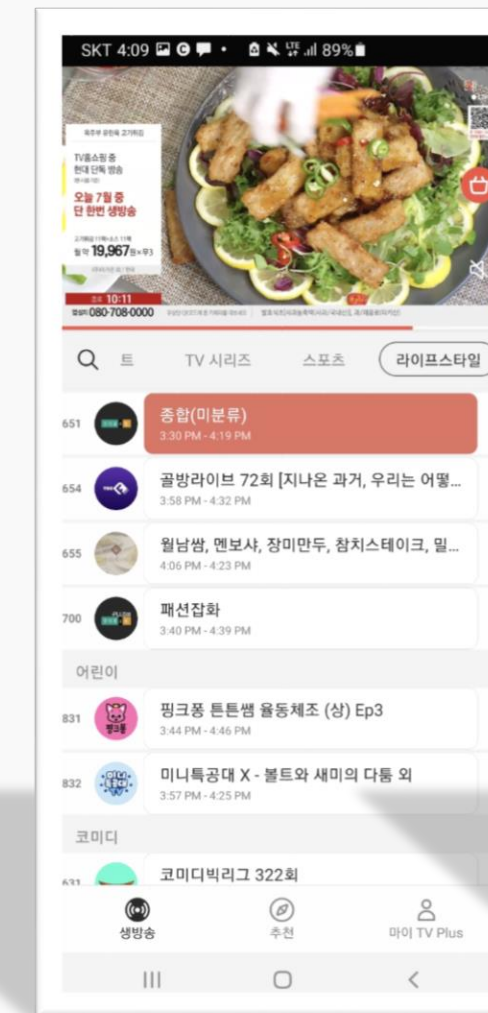 SKT 4:09
LTE
89%
TV홈쇼핑 중
현대 단독 방송
오늘 7월 중
단 한번 생방송
월약 19,967원×무3
10:11
080-708-0000
트
TV 시리즈
스포츠
라이프스타일
651
종합(미분류)
3:30 PM - 4:19 PM
654
골방라이브 72회 [지나온 과거, 우리는 어떻...
3:58 PM - 4:32 PM
655
월남쌈, 멘보샤, 장미만두, 참치스테이크, 밀...
4:06 PM - 4:23 PM
700
패션잡화
3:40 PM - 4:39 PM
어린이
831
핑크퐁
핑크퐁 튼튼쌤 율동체조 (상) Ep3
3:44 PM - 4:46 PM
832
미니특공대 X - 볼트와 새미의 다툼 외
3:57 PM - 4:25 PM
코미디
631
코미디빅리그 322회
생방송
추천
마이 TV Plus